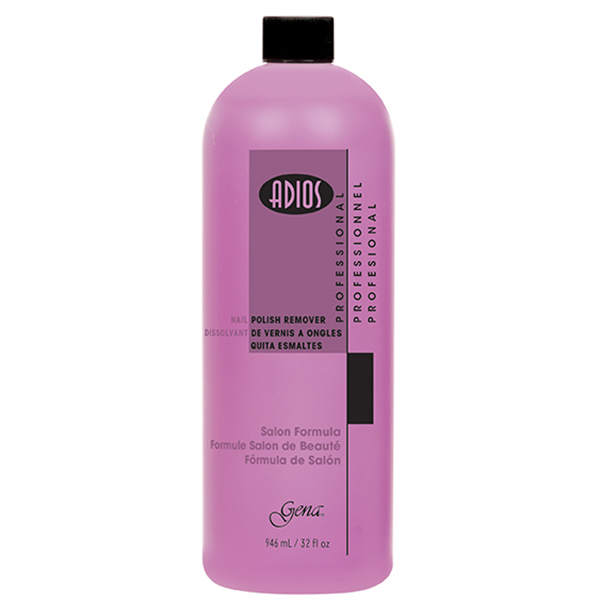 ADIOS
PROFESSIONAL
PROFESSIONNEL
PROFESIONAL
NAIL POLISH REMOVER
DISSOLVANT DE VERNIS A ONGLES
QUITA ESMALTES
Salon Formula
Formule Salon de Beauté
Fórmula de Salón
Gena®
946 mL / 32 fl oz